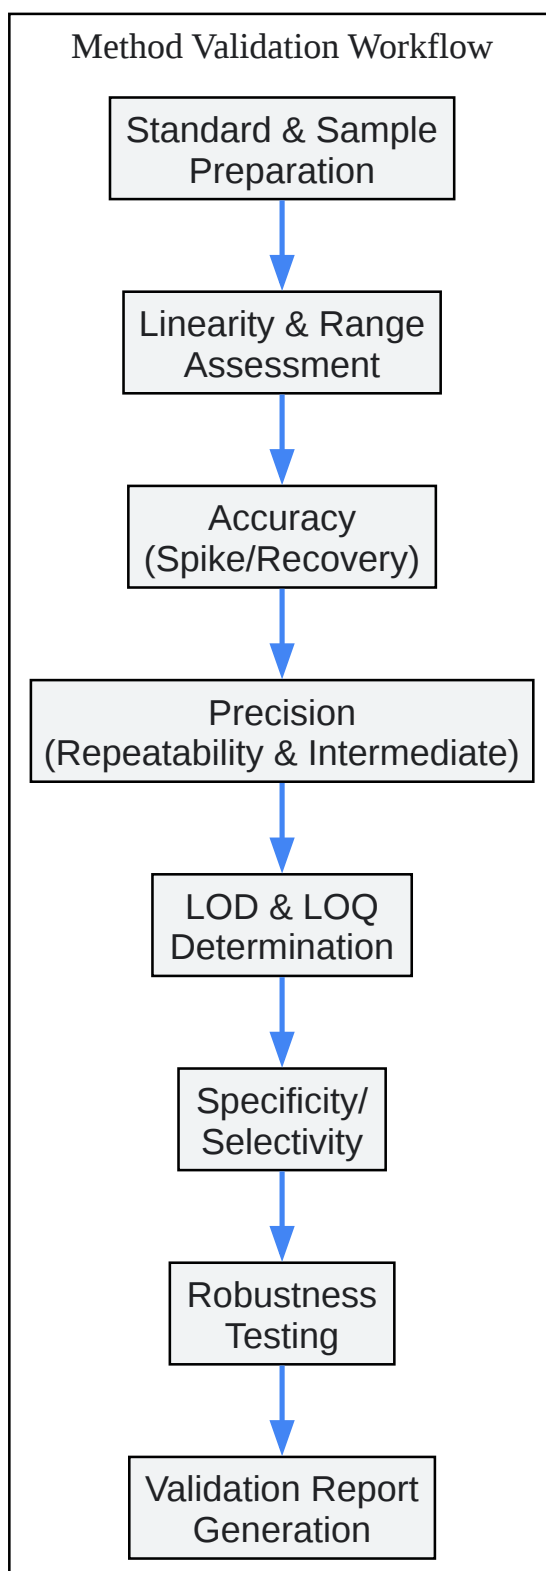 Method Validation Workflow
Standard & Sample
Preparation
Linearity & Range
Assessment
Accuracy
(Spike/Recovery)
Precision
(Repeatability & Intermediate)
LOD & LOQ
Determination
Specificity/
Selectivity
Robustness
Testing
Validation Report
Generation